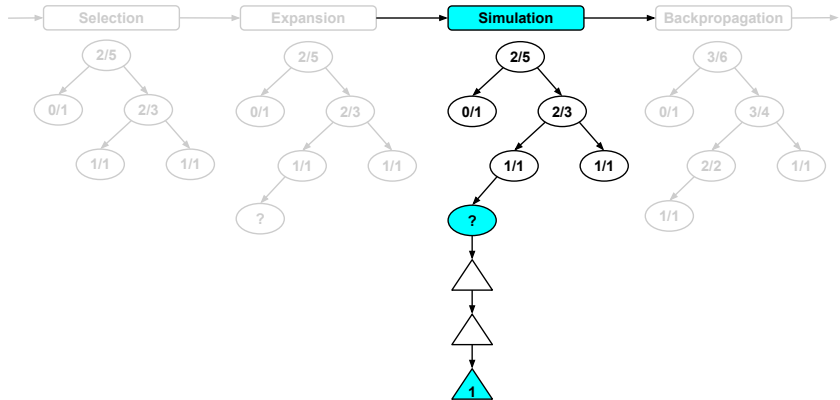 Selection Expansion Simulation Backpropagation
2/5 2/5 2/5 3/6
0/1 2/3 0/1 2/3 0/1 2/3 0/1 3/4
1/1 1/1 1/1 1/1 1/1 1/1 2/2 1/1
? ? 1/1
1